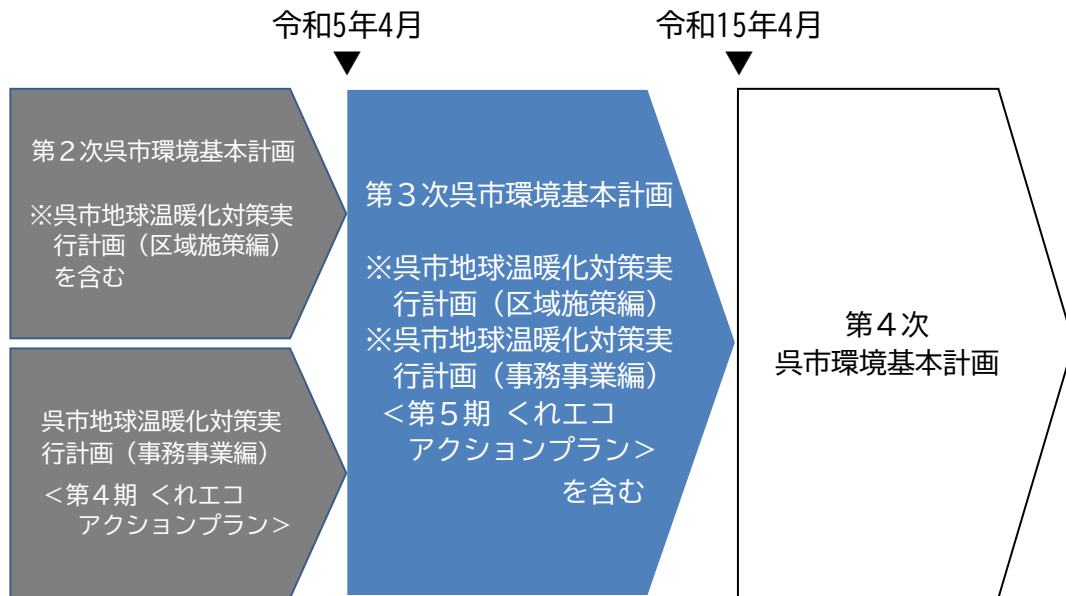 令和5年4月
令和15年4月
第２次呉市環境基本計画
※呉市地球温暖化対策実
行計画（区域施策編）
を含む
呉市地球温暖化対策実
行計画（事務事業編）
＜第４期 くれエコ
アクションプラン＞
第３次呉市環境基本計画
※呉市地球温暖化対策実
行計画（区域施策編）
※呉市地球温暖化対策実
行計画（事務事業編）
＜第５期 くれエコ
アクションプラン＞
を含む
第４次
呉市環境基本計画